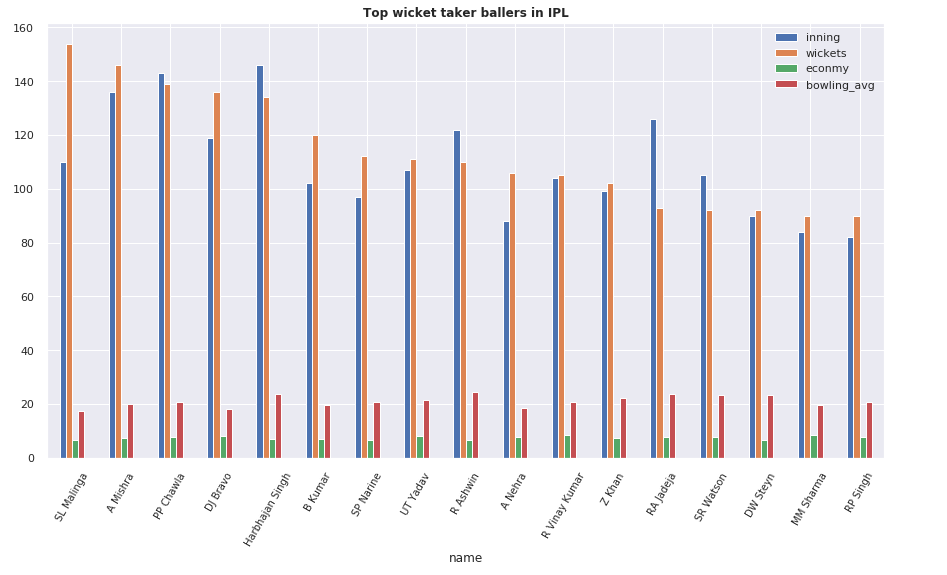 Top wicket taker ballers in IPL
inning
wickets
econmy
bowling_avg
160
140
120
100
80
60
40
20
0
SL Malinga
A Mishra
PP Chawla
DJ Bravo
Harbhajan Singh
B Kumar
SP Narine
UT Yadav
R Ashwin
A Nehra
R Vinay Kumar
Z Khan
RA Jadeja
SR Watson
DW Steyn
MM Sharma
RP Singh
name